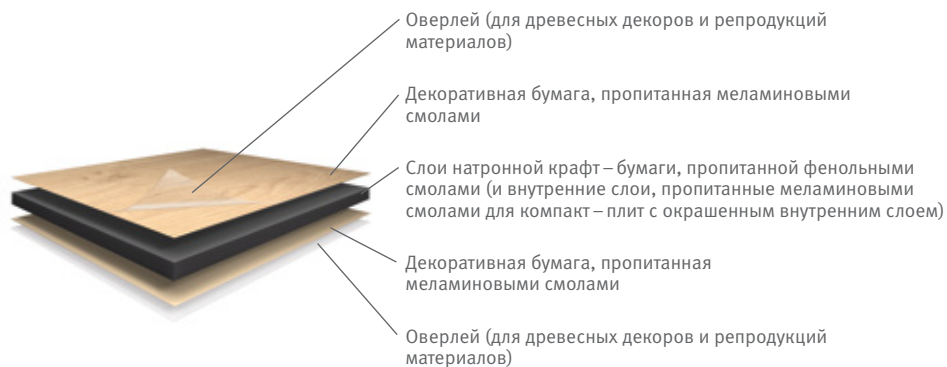 Оверлей (для древесных декоров и репродукций
материалов)
Декоративная бумага, пропитанная меламиновыми
смолами
Слои натронной крафт – бумаги, пропитанной фенольными
смолами (и внутренние слои, пропитанные меламиновыми
смолами для компакт – плит с окрашенным внутренним слоем)
Декоративная бумага, пропитанная
меламиновыми смолами
Оверлей (для древесных декоров и репродукций
материалов)